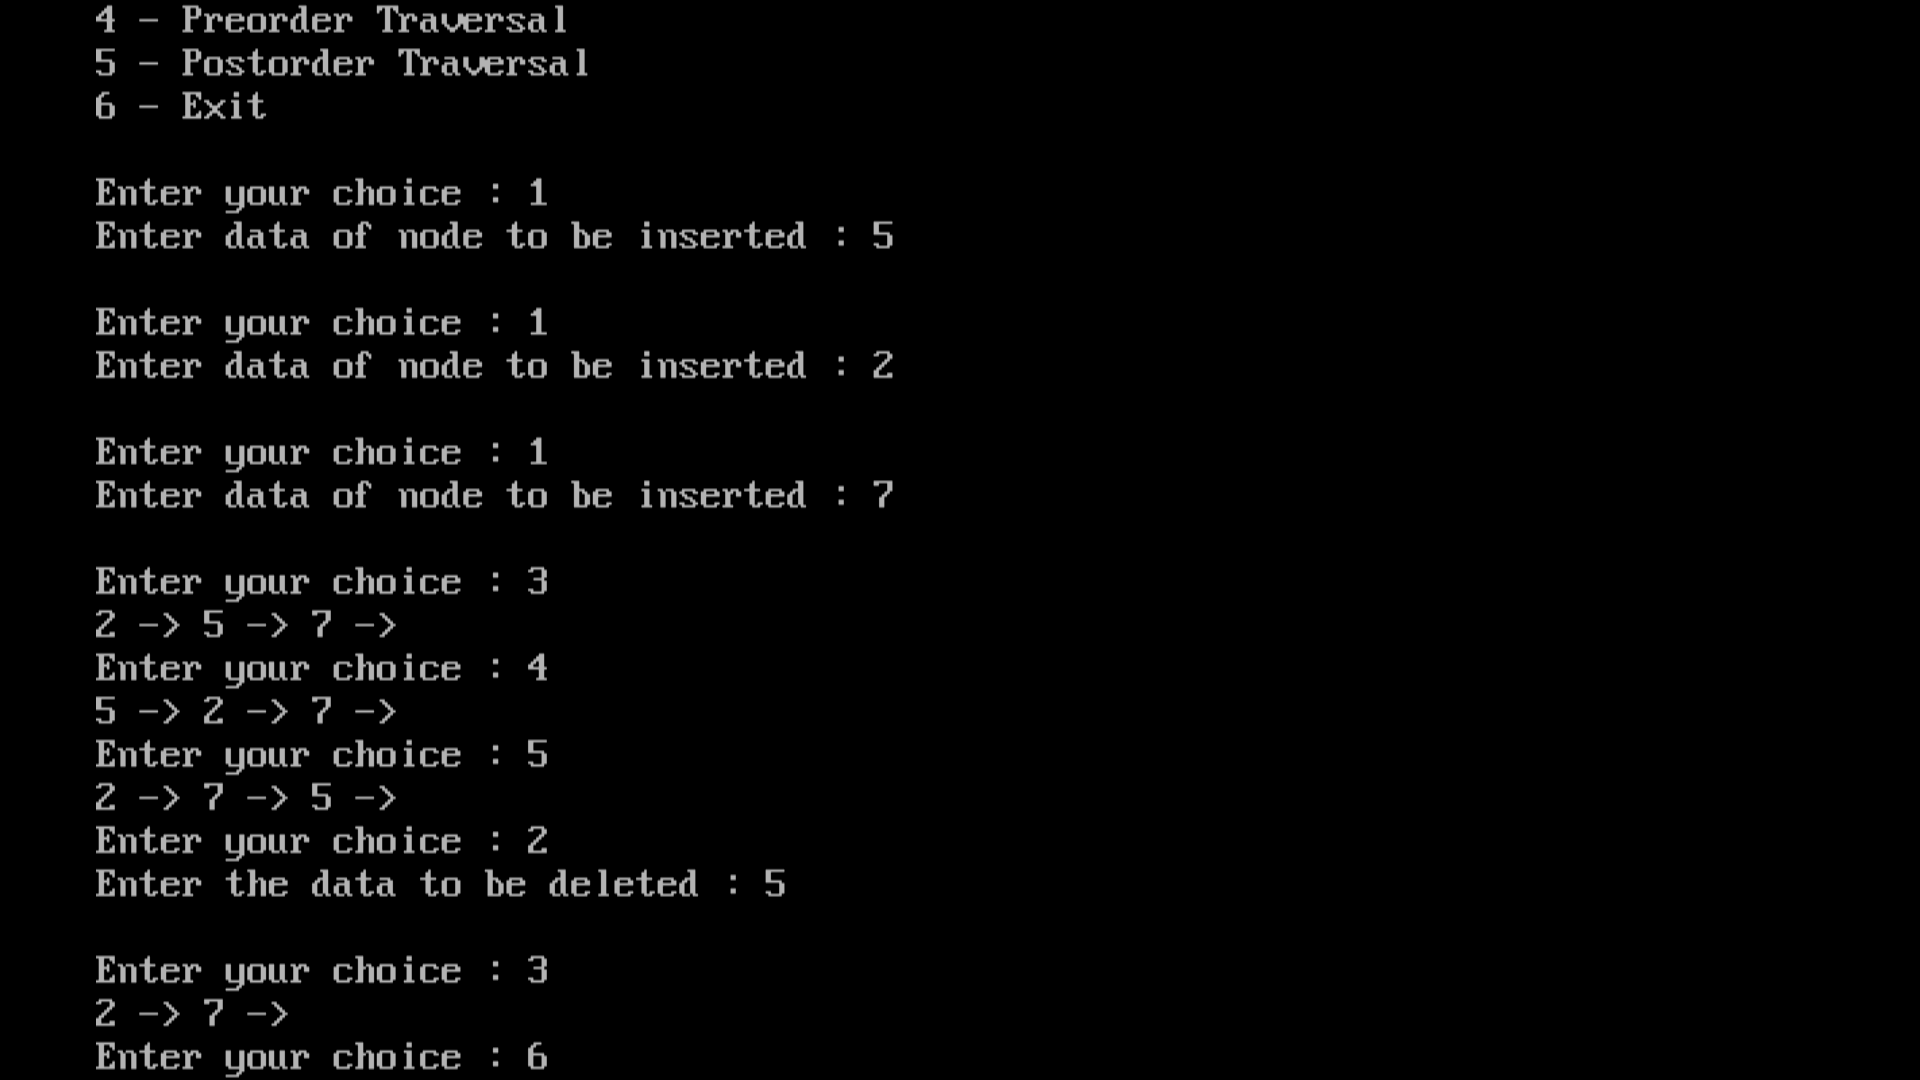 4 - Preorder Traversal
5 - Postorder Traversal
6 - Exit
Enter your choice : 1
Enter data of node to be inserted : 5
Enter your choice : 1
Enter data of node to be inserted : 2
Enter your choice : 1
Enter data of node to be inserted : 7
Enter your choice : 3
2 -> 5 -> 7 ->
Enter your choice : 4
5 -> 2 -> 7 ->
Enter your choice : 5
2 -> 7 -> 5 ->
Enter your choice : 2
Enter the data to be deleted : 5
Enter your choice : 3
2 -> 7 ->
Enter your choice : 6